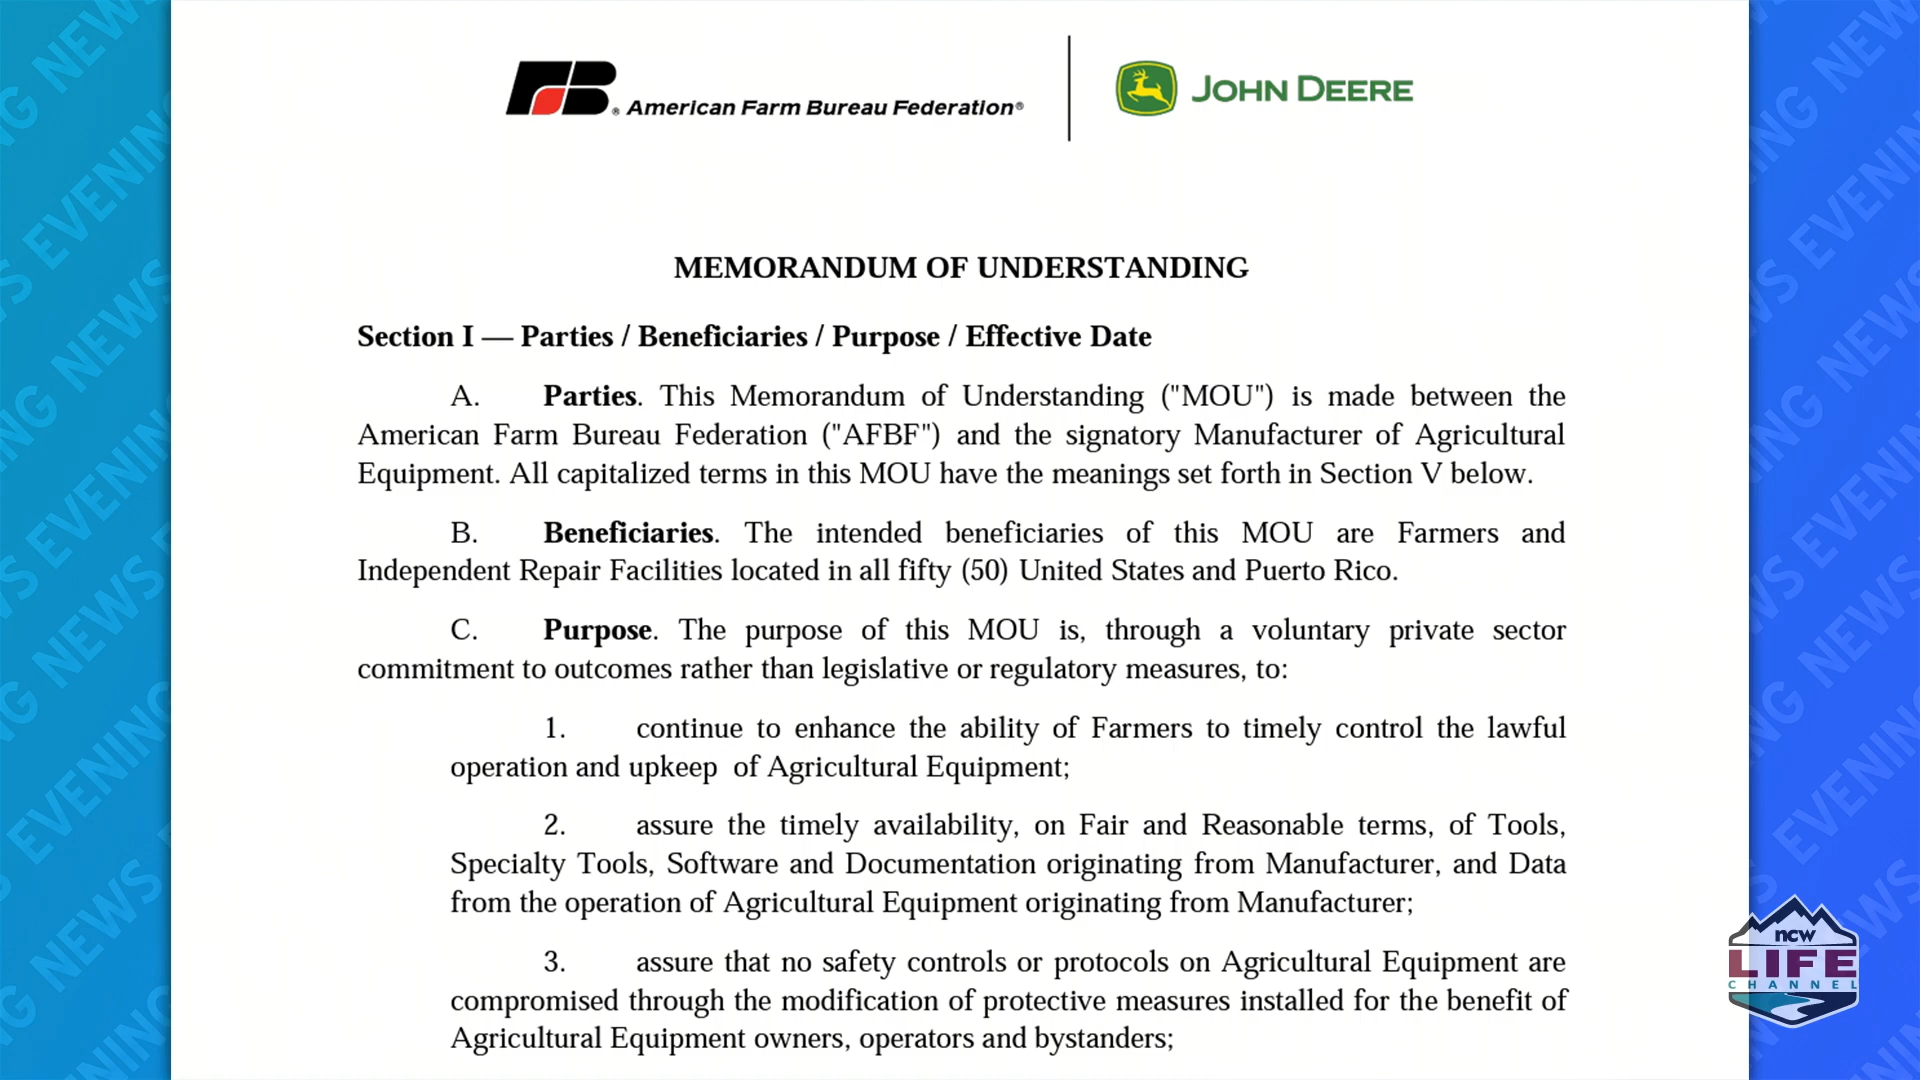 American Farm Bureau Federation®
JOHN DEERE
MEMORANDUM OF UNDERSTANDING
Section I — Parties / Beneficiaries / Purpose / Effective Date
A. Parties. This Memorandum of Understanding ("MOU") is made between the
American Farm Bureau Federation ("AFBF") and the signatory Manufacturer of Agricultural
Equipment. All capitalized terms in this MOU have the meanings set forth in Section V below.
B. Beneficiaries. The intended beneficiaries of this MOU are Farmers and
Independent Repair Facilities located in all fifty (50) United States and Puerto Rico.
C. Purpose. The purpose of this MOU is, through a voluntary private sector
commitment to outcomes rather than legislative or regulatory measures, to:
1. continue to enhance the ability of Farmers to timely control the lawful
operation and upkeep of Agricultural Equipment;
2. assure the timely availability, on Fair and Reasonable terms, of Tools,
Specialty Tools, Software and Documentation originating from Manufacturer, and Data
from the operation of Agricultural Equipment originating from Manufacturer;
3. assure that no safety controls or protocols on Agricultural Equipment are
compromised through the modification of protective measures installed for the benefit of
Agricultural Equipment owners, operators and bystanders;
ncw
LIFE
CHANNEL
EVENING NEWS
EVENING NEWS